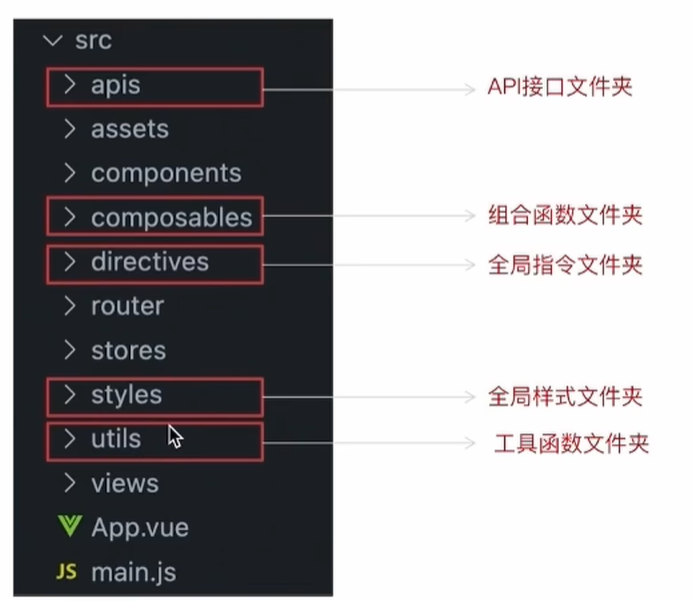 src
apis
API接口文件夹
assets
components
composables
组合函数文件夹
directives
全局指令文件夹
router
stores
styles
全局样式文件夹
utils
工具函数文件夹
views
App.vue
JS main.js